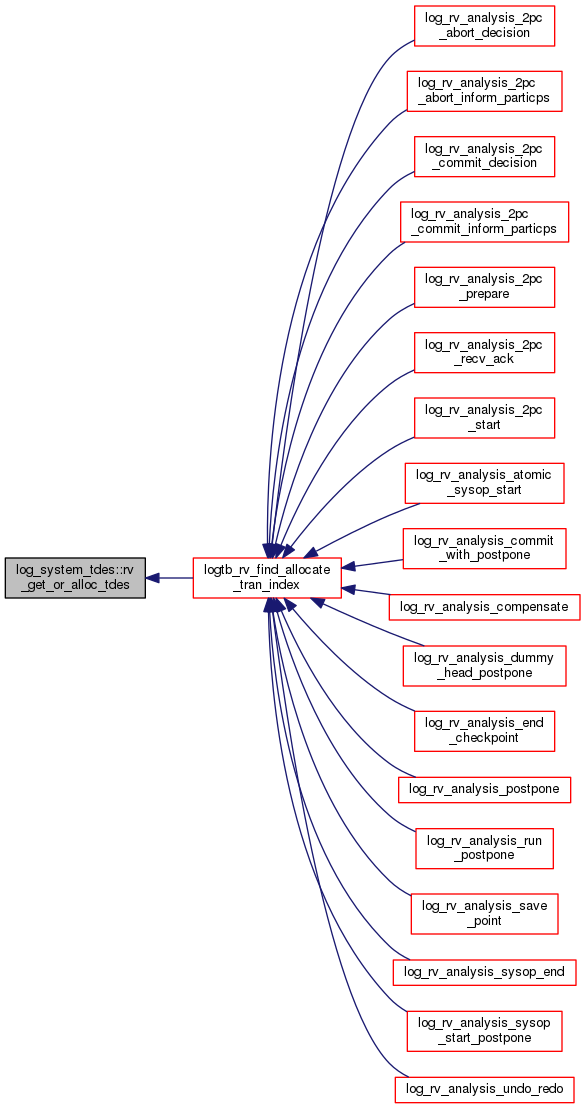 log_rv_analysis_2pc
_abort_decision
log_rv_analysis_2pc
_abort_inform_particps
log_rv_analysis_2pc
_commit_decision
log_rv_analysis_2pc
_commit_inform_particps
log_rv_analysis_2pc
_prepare
log_rv_analysis_2pc
_recv_ack
log_rv_analysis_2pc
_start
log_rv_analysis_atomic
_sysop_start
log_rv_analysis_commit
_with_postpone
log_system_tdes::rv
_get_or_alloc_tdes
logtb_rv_find_allocate
_tran_index
log_rv_analysis_compensate
log_rv_analysis_dummy
_head_postpone
log_rv_analysis_end
_checkpoint
log_rv_analysis_postpone
log_rv_analysis_run
_postpone
log_rv_analysis_save
_point
log_rv_analysis_sysop_end
log_rv_analysis_sysop
_start_postpone
log_rv_analysis_undo_redo